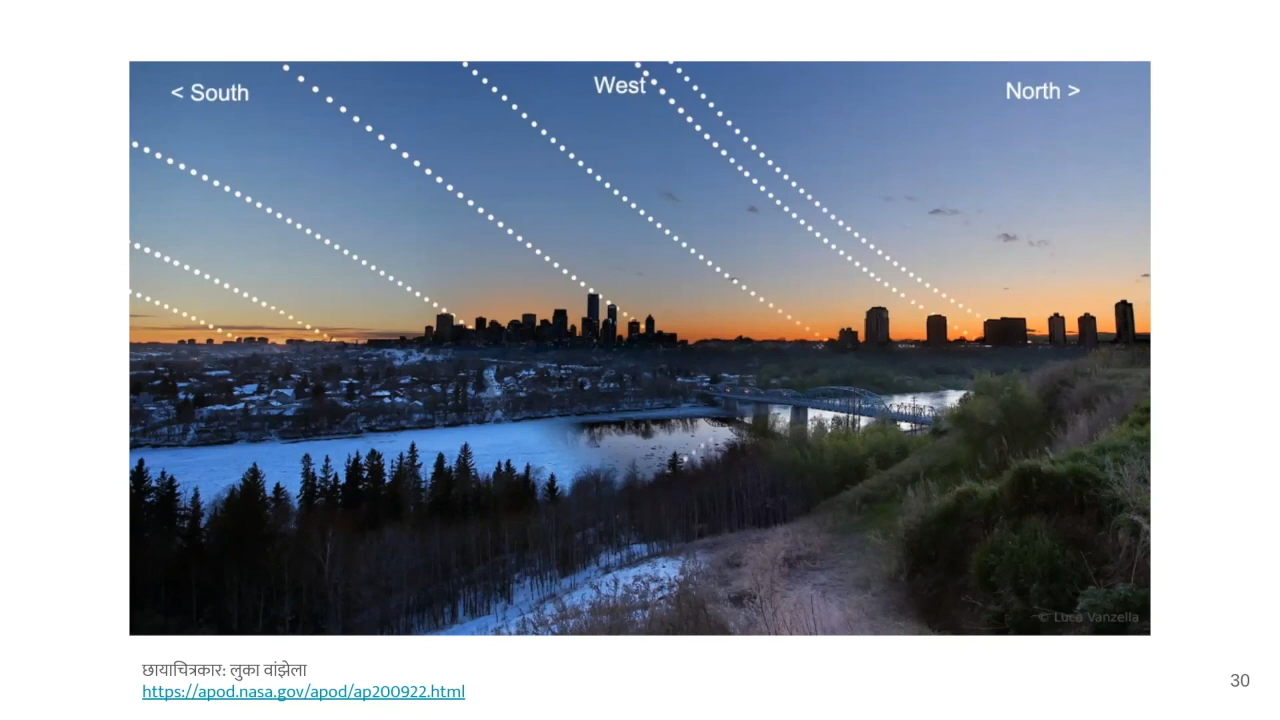 < South
West
North >
© Luca Vanzella
छायाचित्रकार: लुका वांझेला
https://apod.nasa.gov/apod/ap200922.html
30